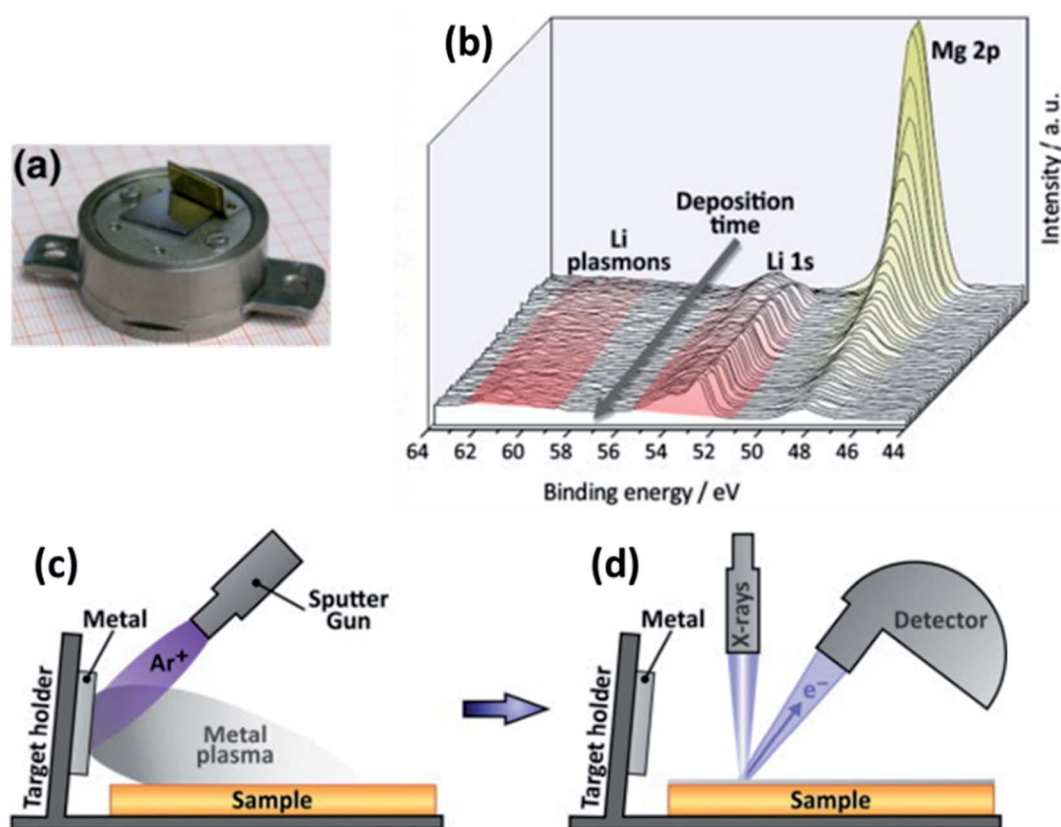 (a)
(b)
Mg 2p
Intensity / a. u.
Deposition
time
Li
plasmons
Li 1s
64 62 60 58 56 54 52 50 48 46 44
Binding energy / eV
(c)
Metal
Sputter
Gun
Ar+
Target holder
Metal
plasma
Sample
(d)
Metal
X-rays
Detector
e−
Target holder
Sample